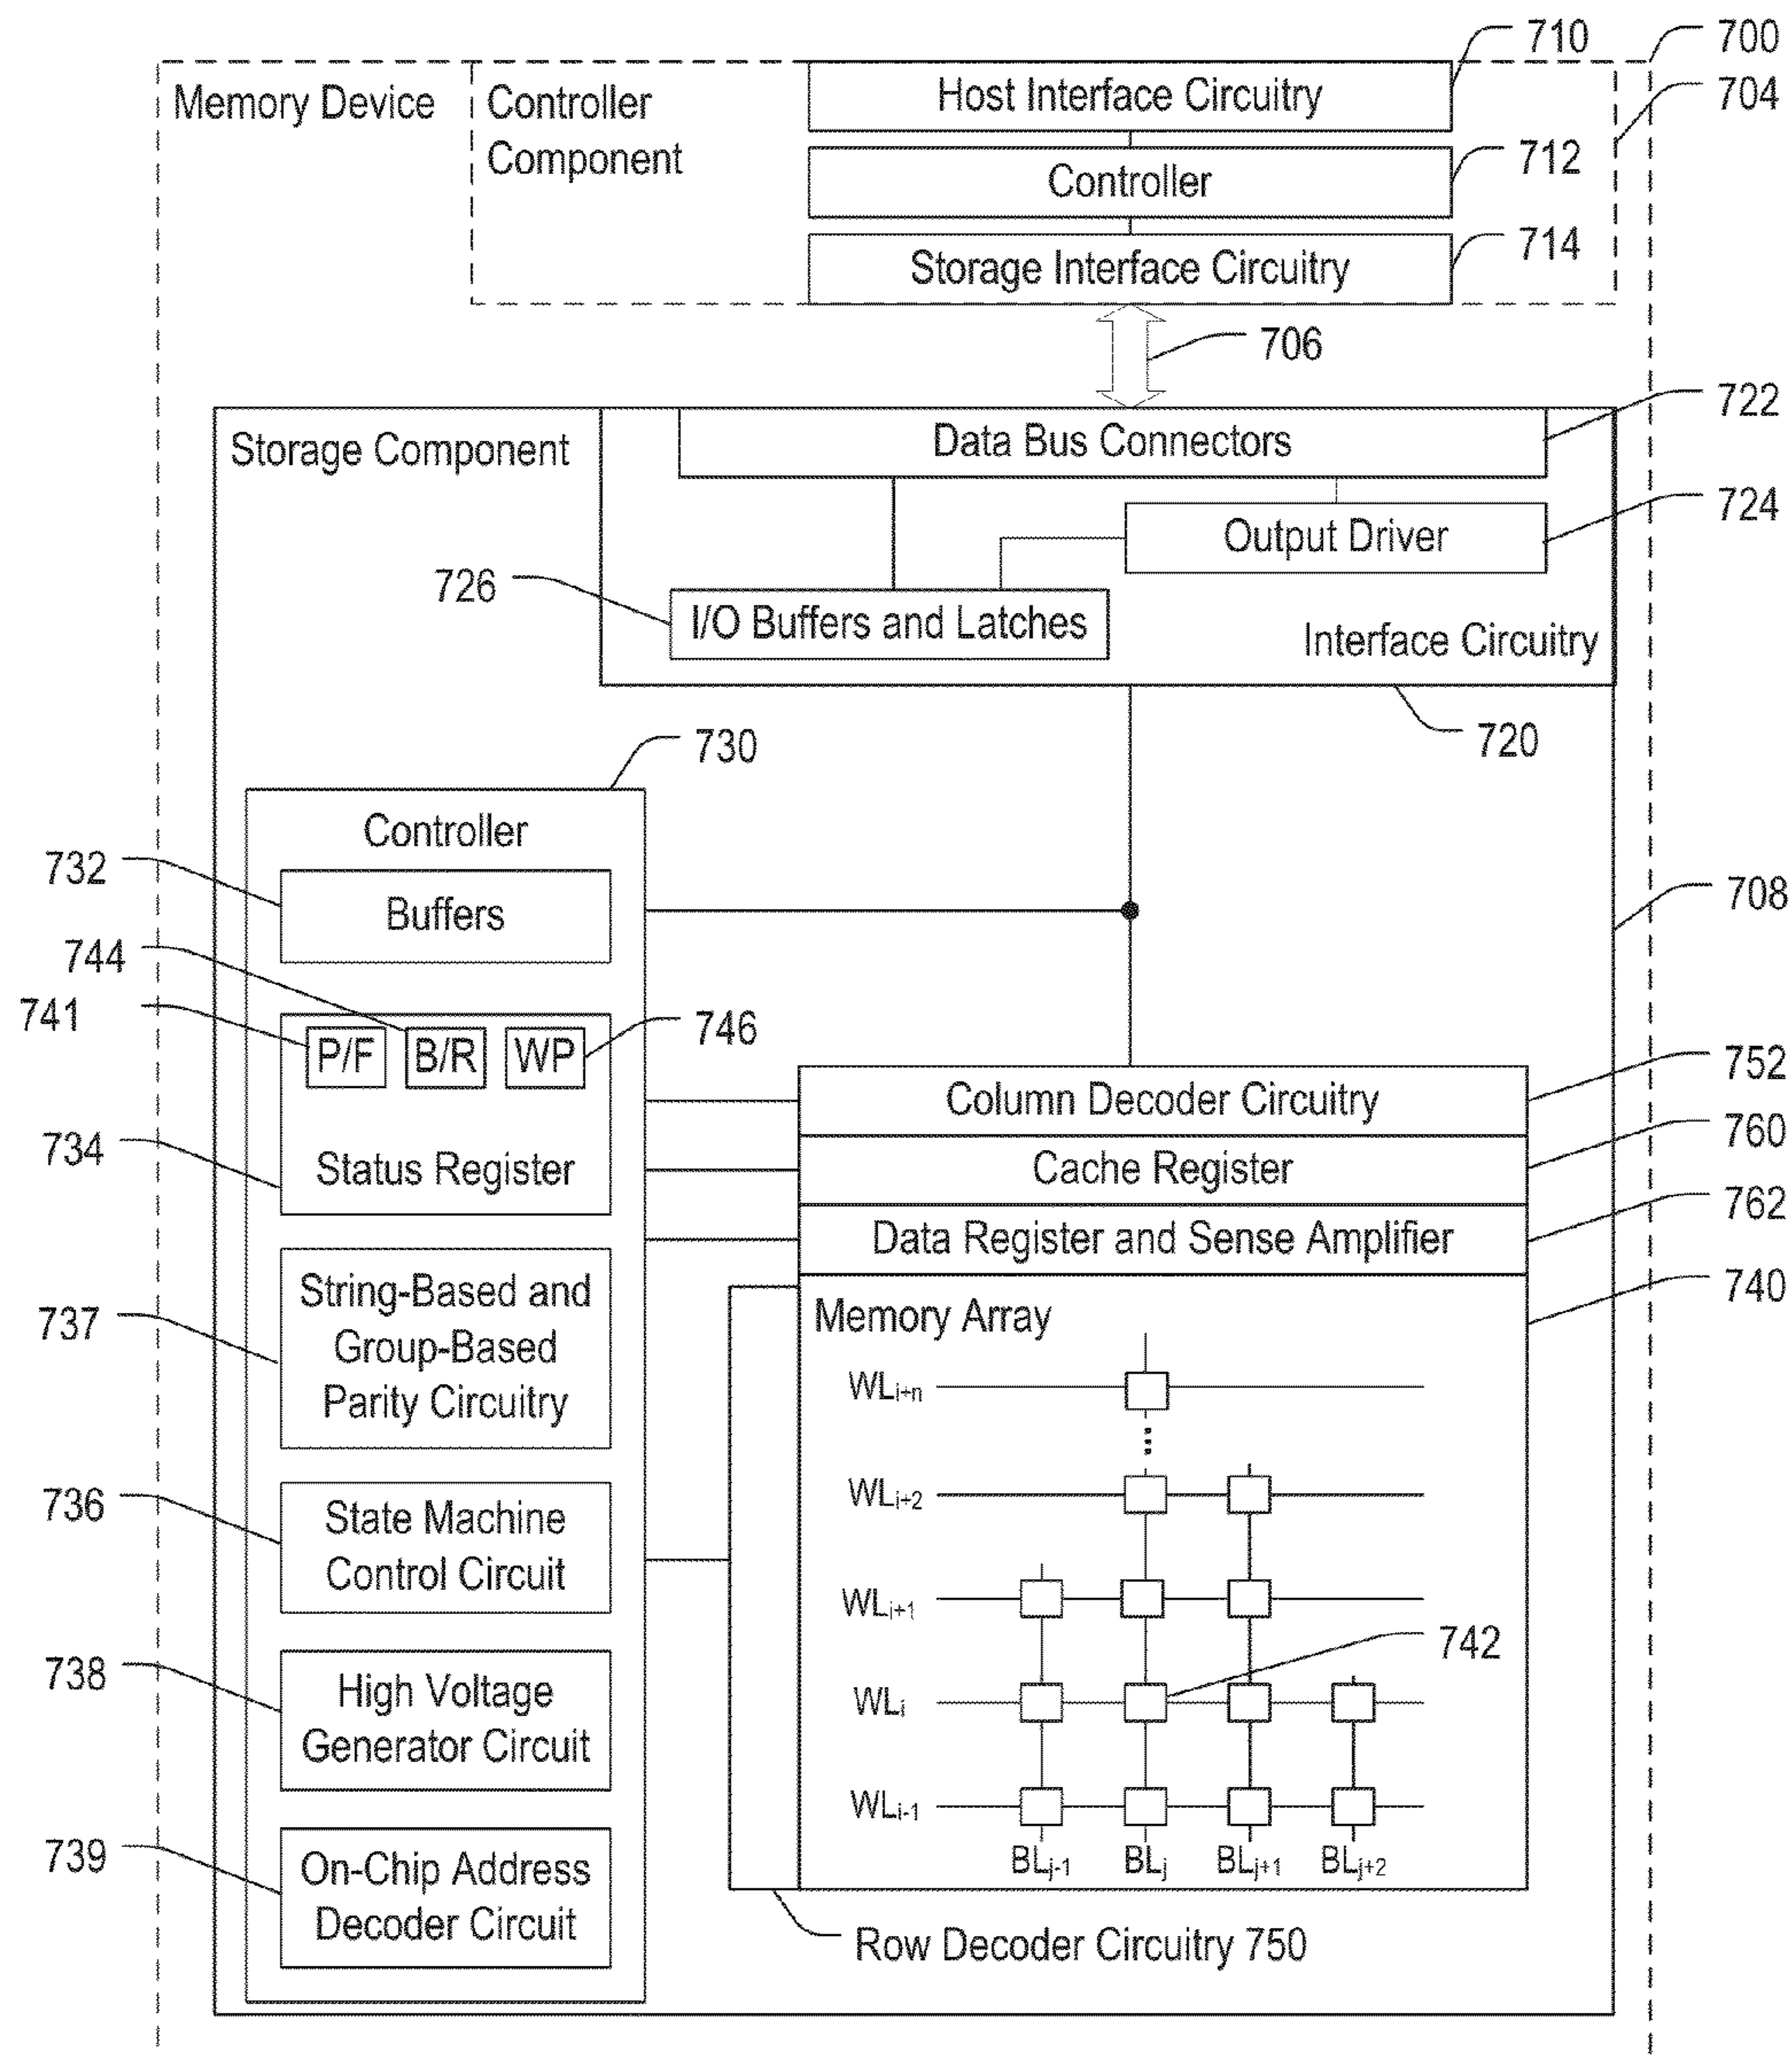 710
700
Memory Device
Controller
Component
Host Interface Circuitry
704
Controller
712
Storage Interface Circuitry
714
706
Storage Component
Data Bus Connectors
722
Output Driver
724
726
I/O Buffers and Latches
Interface Circuitry
720
730
Controller
732
Buffers
708
744
741
P/F
B/R
WP
746
734
Status Register
Column Decoder Circuitry
752
Cache Register
760
Data Register and Sense Amplifier
762
737
String-Based and
Group-Based
Parity Circuitry
Memory Array
740
WLi+n
WLi+2
736
State Machine
Control Circuit
WLi+1
742
738
High Voltage
Generator Circuit
WLi
WLi-1
739
On-Chip Address
Decoder Circuit
BLj-1
BLj
BLj+1
BLj+2
Row Decoder Circuitry 750